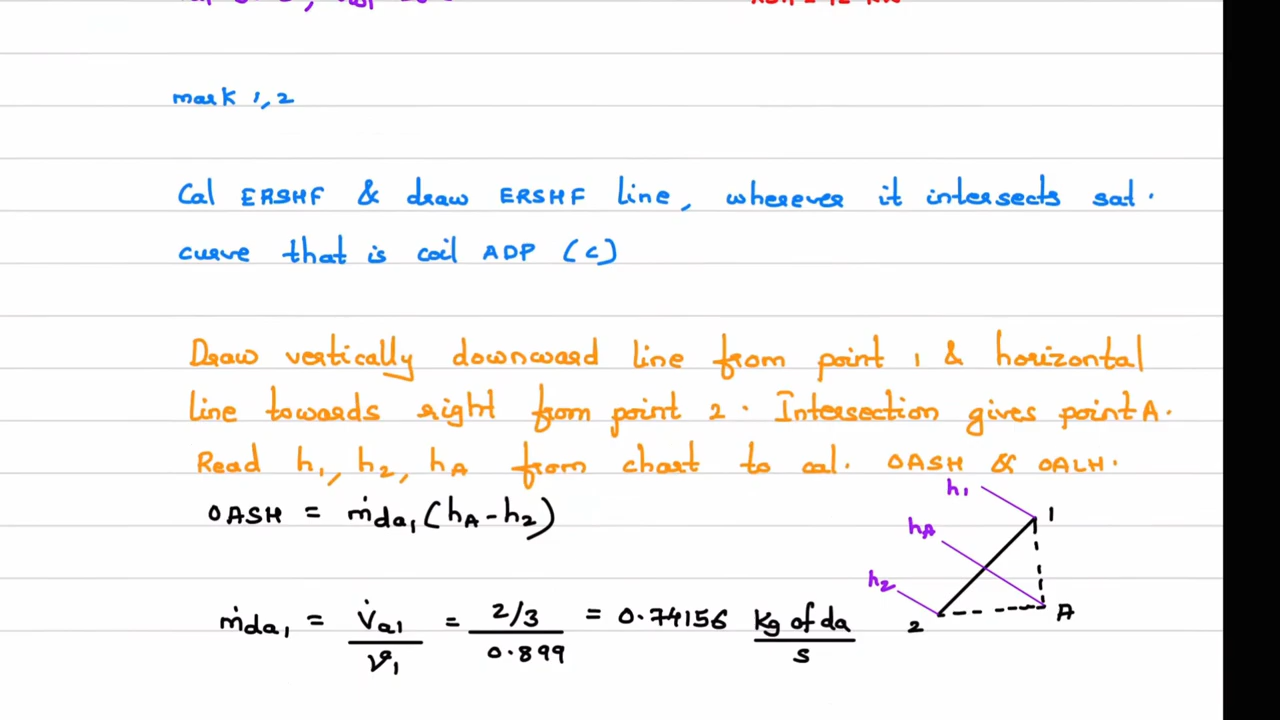 mark 1,2
Cal ERSHF & draw ERSHF line, wherever it intersects sat.
curve that is coil ADP (c)
Draw vertically downward line from point 1 & horizontal
line towards right from point 2. Intersection gives point A.
Read h₁, h₂, hA from chart to cal. OASH & OALH.
h₁
OASH = ṁda₁ (hA - h₂)
1
hA
h₂
ṁda₁ = V̇a1 / v₁ = 2/3 / 0.899 = 0.74156 kg of da / s
2
A